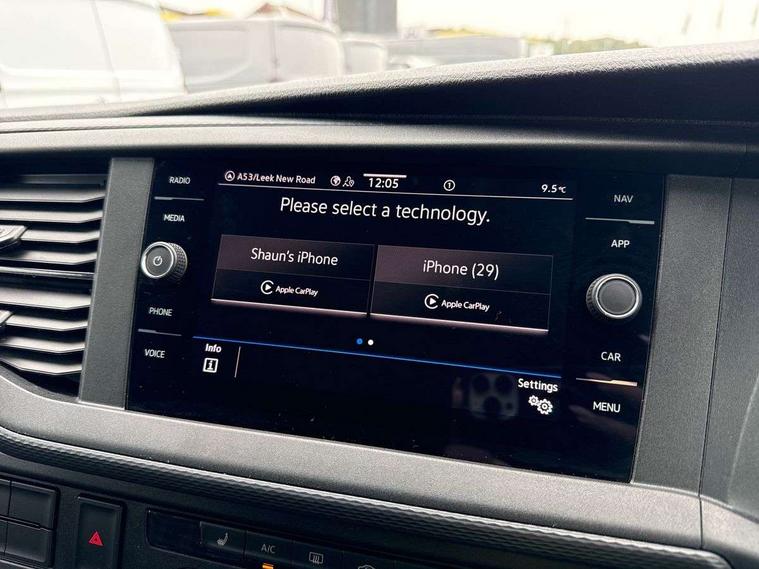 RADIO
MEDIA
PHONE
VOICE
A53/Leek New Road
12:05
9.5°C
Please select a technology.
Shaun's iPhone
Apple CarPlay
iPhone (29)
Apple CarPlay
Info
Settings
NAV
APP
CAR
MENU
A/C